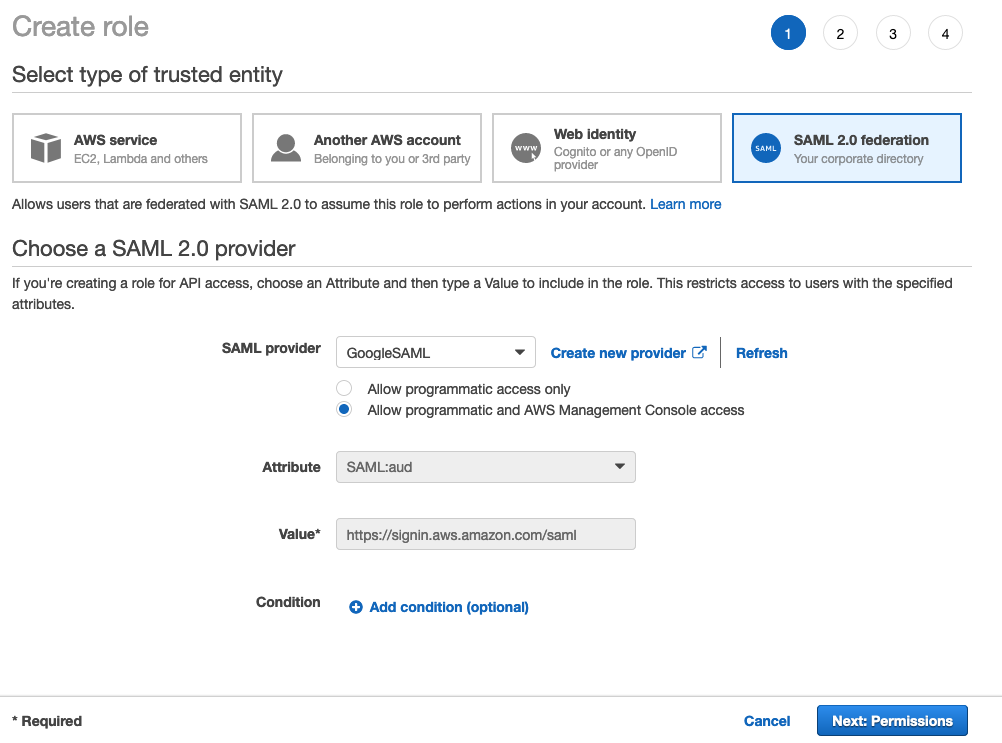 Create role
1 2 3 4
Select type of trusted entity
AWS service
EC2, Lambda and others
Another AWS account
Belonging to you or 3rd party
www
Web identity
Cognito or any OpenID
provider
SAML
SAML 2.0 federation
Your corporate directory
Allows users that are federated with SAML 2.0 to assume this role to perform actions in your account. Learn more
Choose a SAML 2.0 provider
If you're creating a role for API access, choose an Attribute and then type a Value to include in the role. This restricts access to users with the specified
attributes.
SAML provider GoogleSAML Create new provider Refresh
Allow programmatic access only
Allow programmatic and AWS Management Console access
Attribute SAML:aud
Value* https://signin.aws.amazon.com/saml
Condition Add condition (optional)
* Required Cancel Next: Permissions